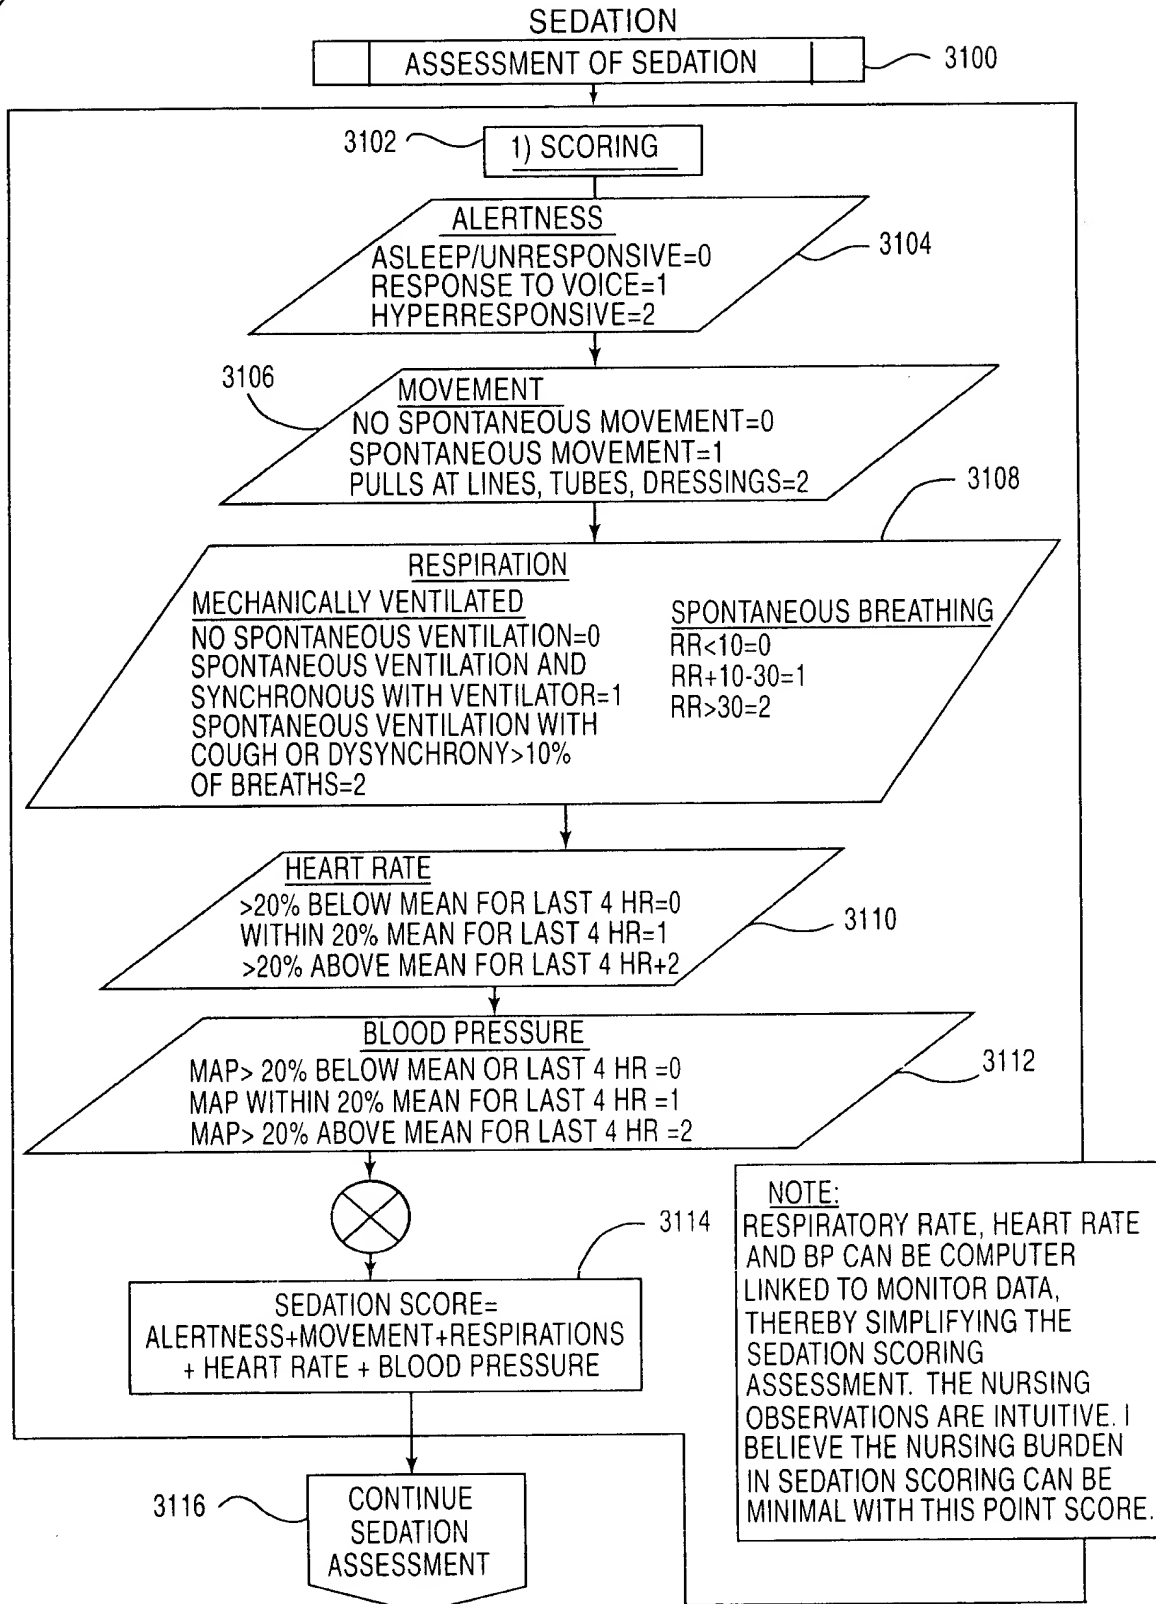 SEDATION
ASSESSMENT OF SEDATION
3100
3102
1) SCORING
ALERTNESS
ASLEEP/UNRESPONSIVE=0
RESPONSE TO VOICE=1
HYPERRESPONSIVE=2
3104
3106
MOVEMENT
NO SPONTANEOUS MOVEMENT=0
SPONTANEOUS MOVEMENT=1
PULLS AT LINES, TUBES, DRESSINGS=2
3108
RESPIRATION
MECHANICALLY VENTILATED
NO SPONTANEOUS VENTILATION=0
SPONTANEOUS VENTILATION AND
SYNCHRONOUS WITH VENTILATOR=1
SPONTANEOUS VENTILATION WITH
COUGH OR DYSYNCHRONY>10%
OF BREATHS=2
SPONTANEOUS BREATHING
RR<10=0
RR+10-30=1
RR>30=2
HEART RATE
>20% BELOW MEAN FOR LAST 4 HR=0
WITHIN 20% MEAN FOR LAST 4 HR=1
>20% ABOVE MEAN FOR LAST 4 HR+2
3110
BLOOD PRESSURE
MAP> 20% BELOW MEAN OR LAST 4 HR =0
MAP WITHIN 20% MEAN FOR LAST 4 HR =1
MAP> 20% ABOVE MEAN FOR LAST 4 HR =2
3112
3114
SEDATION SCORE=
ALERTNESS+MOVEMENT+RESPIRATIONS
+ HEART RATE + BLOOD PRESSURE
NOTE:
RESPIRATORY RATE, HEART RATE
AND BP CAN BE COMPUTER
LINKED TO MONITOR DATA,
THEREBY SIMPLIFYING THE
SEDATION SCORING
ASSESSMENT. THE NURSING
OBSERVATIONS ARE INTUITIVE. I
BELIEVE THE NURSING BURDEN
IN SEDATION SCORING CAN BE
MINIMAL WITH THIS POINT SCORE.
3116
CONTINUE
SEDATION
ASSESSMENT